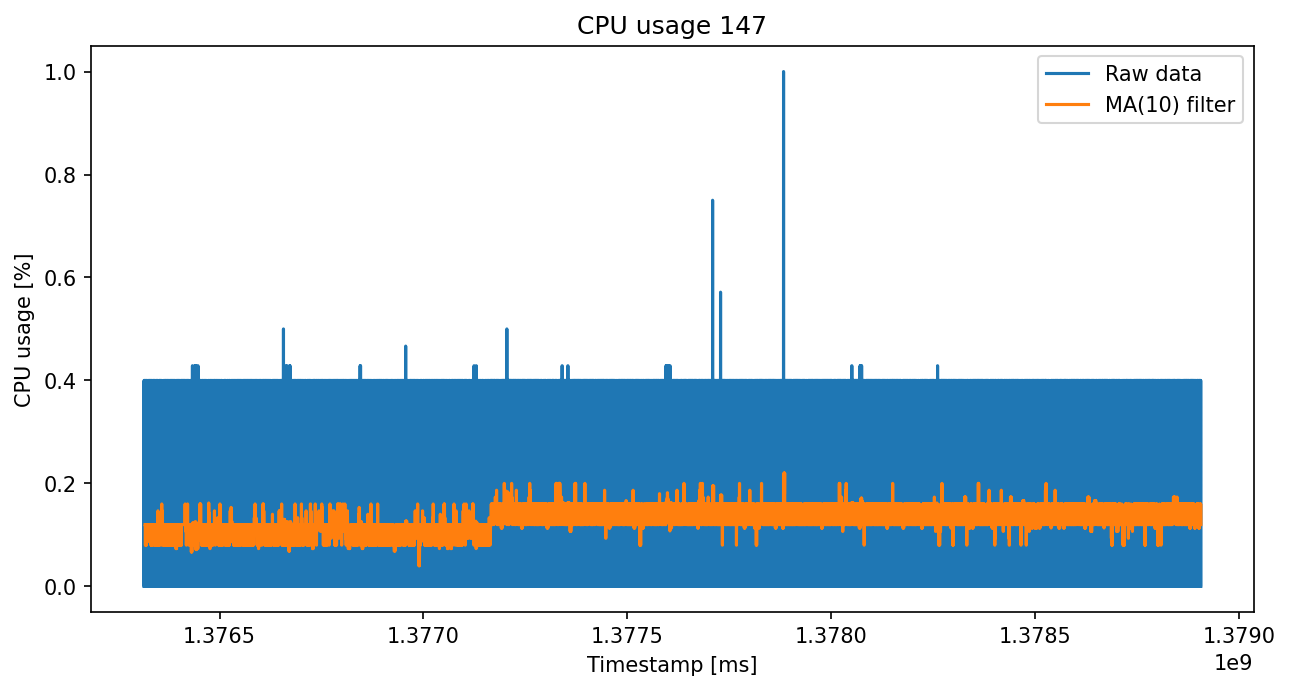 CPU usage 147
Raw data
MA(10) filter
CPU usage [%]
1.0
0.8
0.6
0.4
0.2
0.0
1.3765 1.3770 1.3775 1.3780 1.3785 1.3790
1e9
Timestamp [ms]